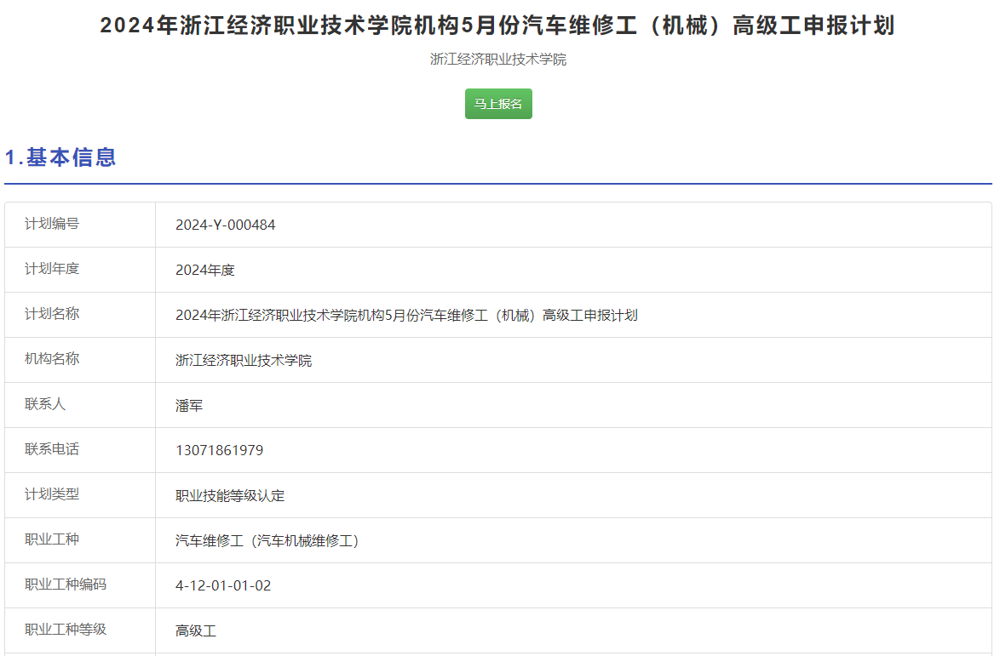 2024年浙江经济职业技术学院机构5月份汽车维修工（机械）高级工申报计划
浙江经济职业技术学院
马上报名
1.基本信息
计划编号 2024-Y-000484
计划年度 2024年度
计划名称 2024年浙江经济职业技术学院机构5月份汽车维修工（机械）高级工申报计划
机构名称 浙江经济职业技术学院
联系人 潘军
联系电话 13071861979
计划类型 职业技能等级认定
职业工种 汽车维修工（汽车机械维修工）
职业工种编码 4-12-01-01-02
职业工种等级 高级工